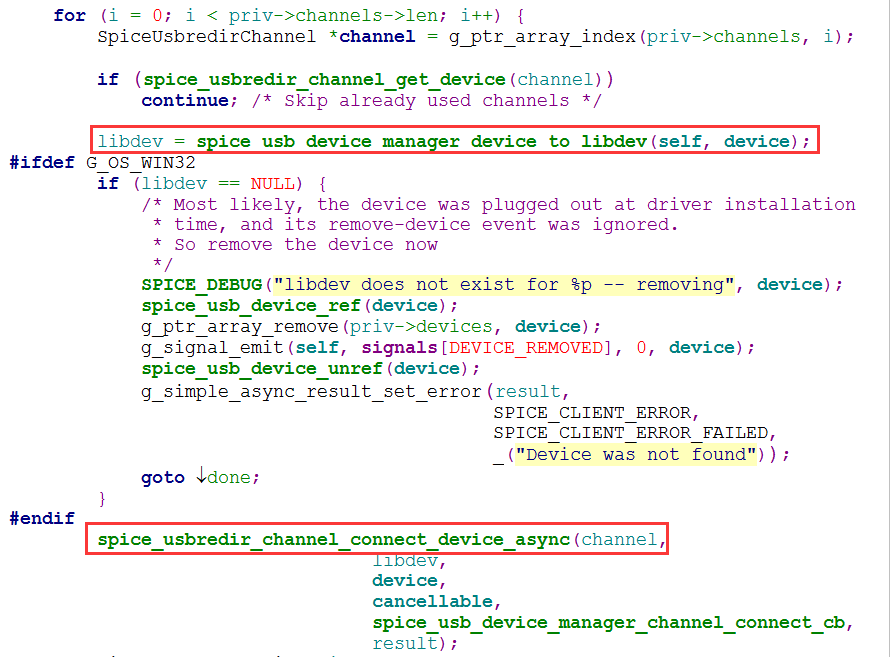 for (i = 0; i < priv->channels->len; i++) {
SpiceUsbredirChannel *channel = g_ptr_array_index(priv->channels, i);
if (spice_usbredir_channel_get_device(channel))
continue; /* Skip already used channels */
libdev = spice_usb_device_manager_device_to_libdev(self, device);
#ifdef G_OS_WIN32
if (libdev == NULL) {
/* Most likely, the device was plugged out at driver installation
* time, and its remove-device event was ignored.
* So remove the device now
*/
SPICE_DEBUG("libdev does not exist for %p -- removing", device);
spice_usb_device_ref(device);
g_ptr_array_remove(priv->devices, device);
g_signal_emit(self, signals[DEVICE_REMOVED], 0, device);
spice_usb_device_unref(device);
g_simple_async_result_set_error(result,
SPICE_CLIENT_ERROR,
SPICE_CLIENT_ERROR_FAILED,
_("Device was not found"));
goto ↓done;
}
#endif
spice_usbredir_channel_connect_device_async(channel,
libdev,
device,
cancellable,
spice_usb_device_manager_channel_connect_cb,
result);